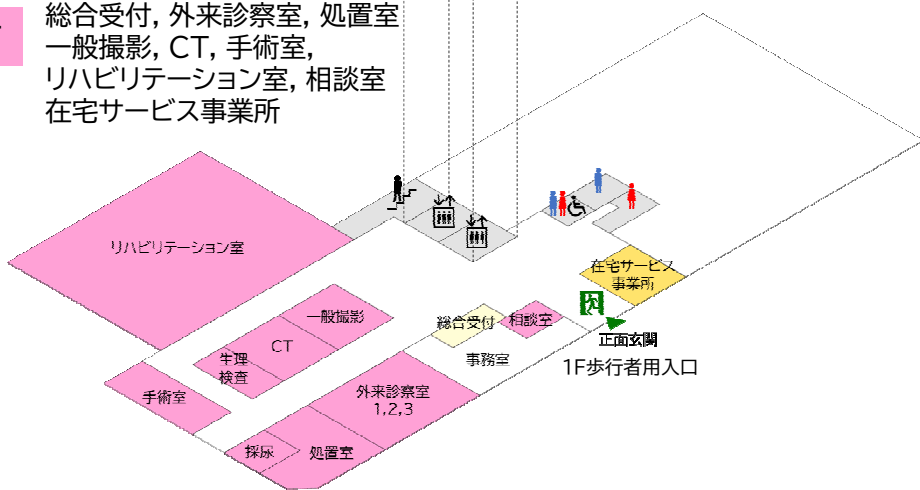 総合受付, 外来診察室, 処置室
一般撮影, CT, 手術室,
リハビリテーション室, 相談室
在宅サービス事業所
リハビリテーション室
在宅サービス
事業所
一般撮影
総合受付
相談室
正面玄関
1F歩行者用入口
CT
生理
検査
事務室
手術室
外来診察室
1,2,3
採尿
処置室